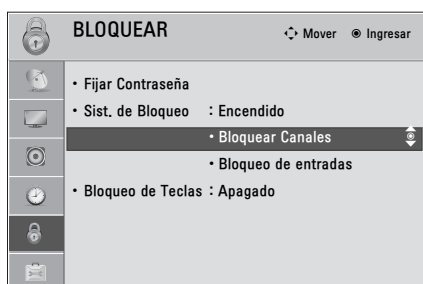 BLOQUEAR Mover Ingresar
• Fijar Contraseña
• Sist. de Bloqueo : Encendido
• Bloquear Canales
• Bloqueo de entradas
• Bloqueo de Teclas : Apagado